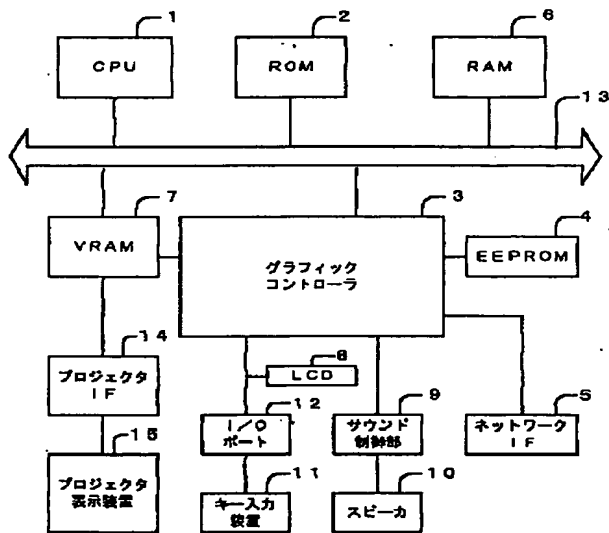 1
2
6
CPU
ROM
RAM
13
7
3
4
VRAM
グラフィック
コントローラ
EEPROM
14
8
LCD
プロジェクタ
IF
12
9
5
I/O
ポート
サウンド
制御部
ネットワーク
IF
15
11
10
プロジェクタ
表示装置
キー入力
装置
スピーカ